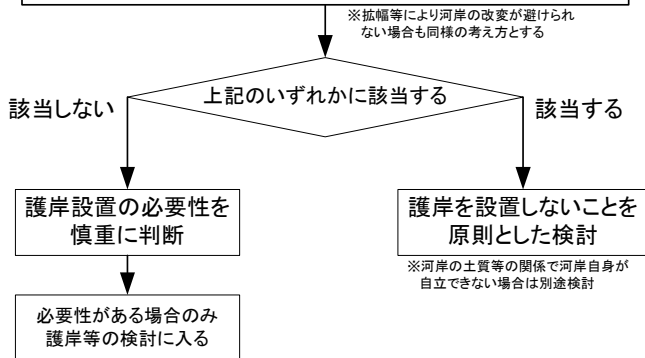 ※拡幅等により河岸の改変が避けられ
ない場合も同様の考え方とする
上記のいずれかに該当する
該当しない
該当する
護岸設置の必要性を
慎重に判断
護岸を設置しないことを
原則とした検討
※河岸の土質等の関係で河岸自身が
自立できない場合は別途検討
必要性がある場合のみ
護岸等の検討に入る